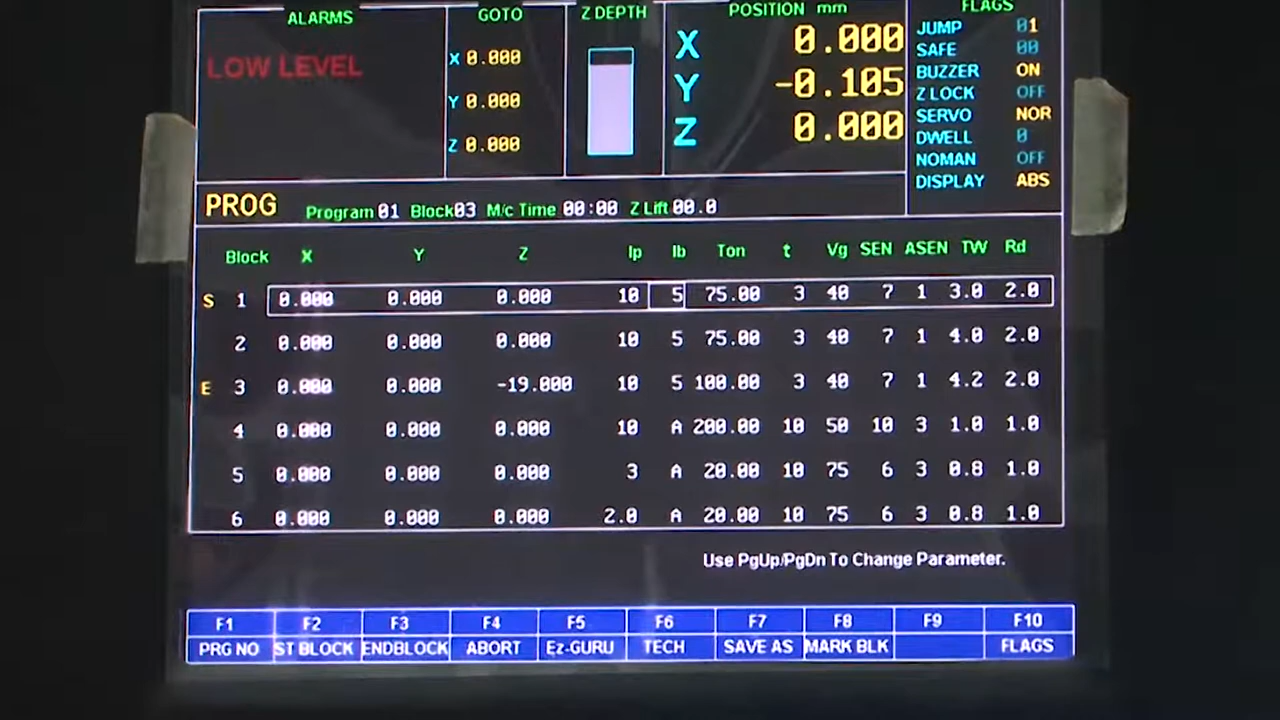 ALARMS GOTO Z DEPTH POSITION mm FLAGS
LOW LEVEL
X 0.000
Y 0.000
Z 0.000
X 0.000
Y -0.105
Z 0.000
JUMP 01
SAFE 00
BUZZER ON
Z LOCK OFF
SERVO NOR
DWELL 0
NOMAN OFF
DISPLAY ABS
PROG Program 01 Block03 M/c Time 00:00 Z Lift 00.0
Block X Y Z Ip Ib Ton t Vg SEN ASEN TW Rd
S 1 0.000 0.000 0.000 10 5 75.00 3 40 7 1 3.0 2.0
2 0.000 0.000 0.000 10 5 75.00 3 40 7 1 4.0 2.0
E 3 0.000 0.000 -19.000 10 5 100.00 3 40 7 1 4.2 2.0
4 0.000 0.000 0.000 10 A 200.00 10 50 10 3 1.0 1.0
5 0.000 0.000 0.000 3 A 20.00 10 75 6 3 0.8 1.0
6 0.000 0.000 0.000 2.0 A 20.00 10 75 6 3 0.8 1.0
Use PgUp/PgDn To Change Parameter.
F1 F2 F3 F4 F5 F6 F7 F8 F9 F10
PRG NO ST BLOCK ENDBLOCK ABORT Ez-GURU TECH SAVE AS MARK BLK FLAGS